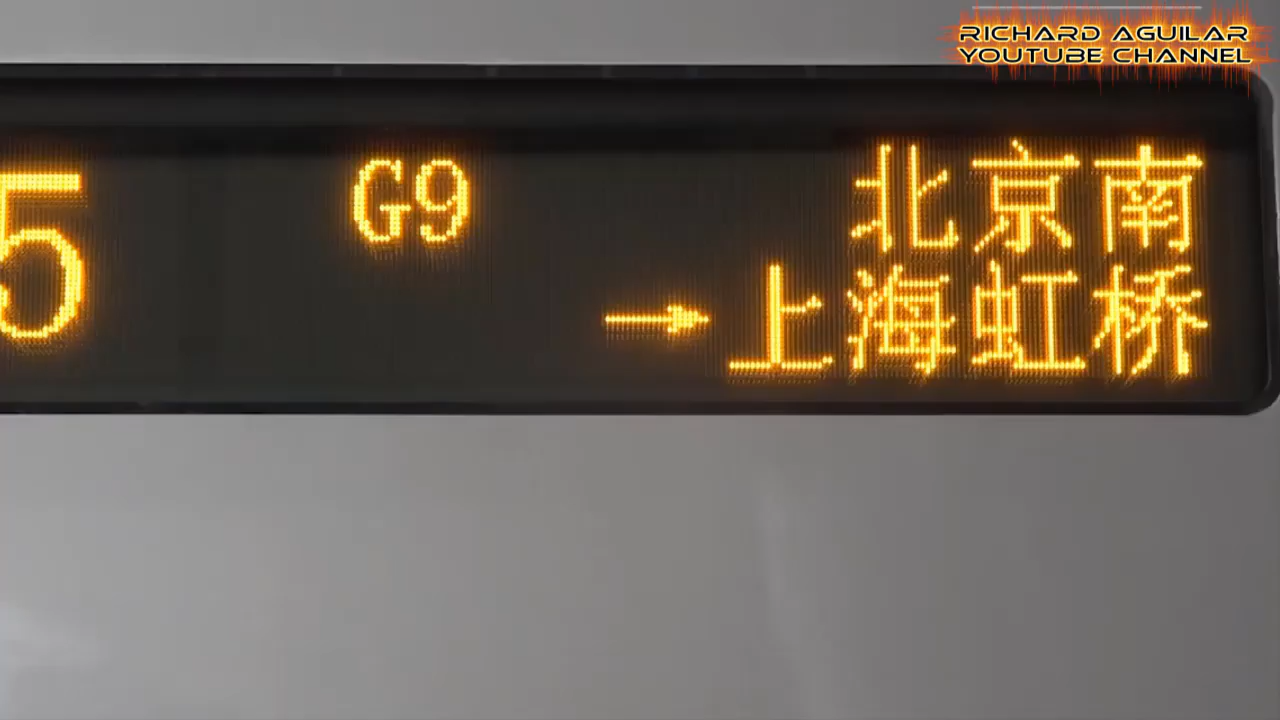 RICHARD AGUILAR
YOUTUBE CHANNEL
5
G9
北京南
→上海虹桥